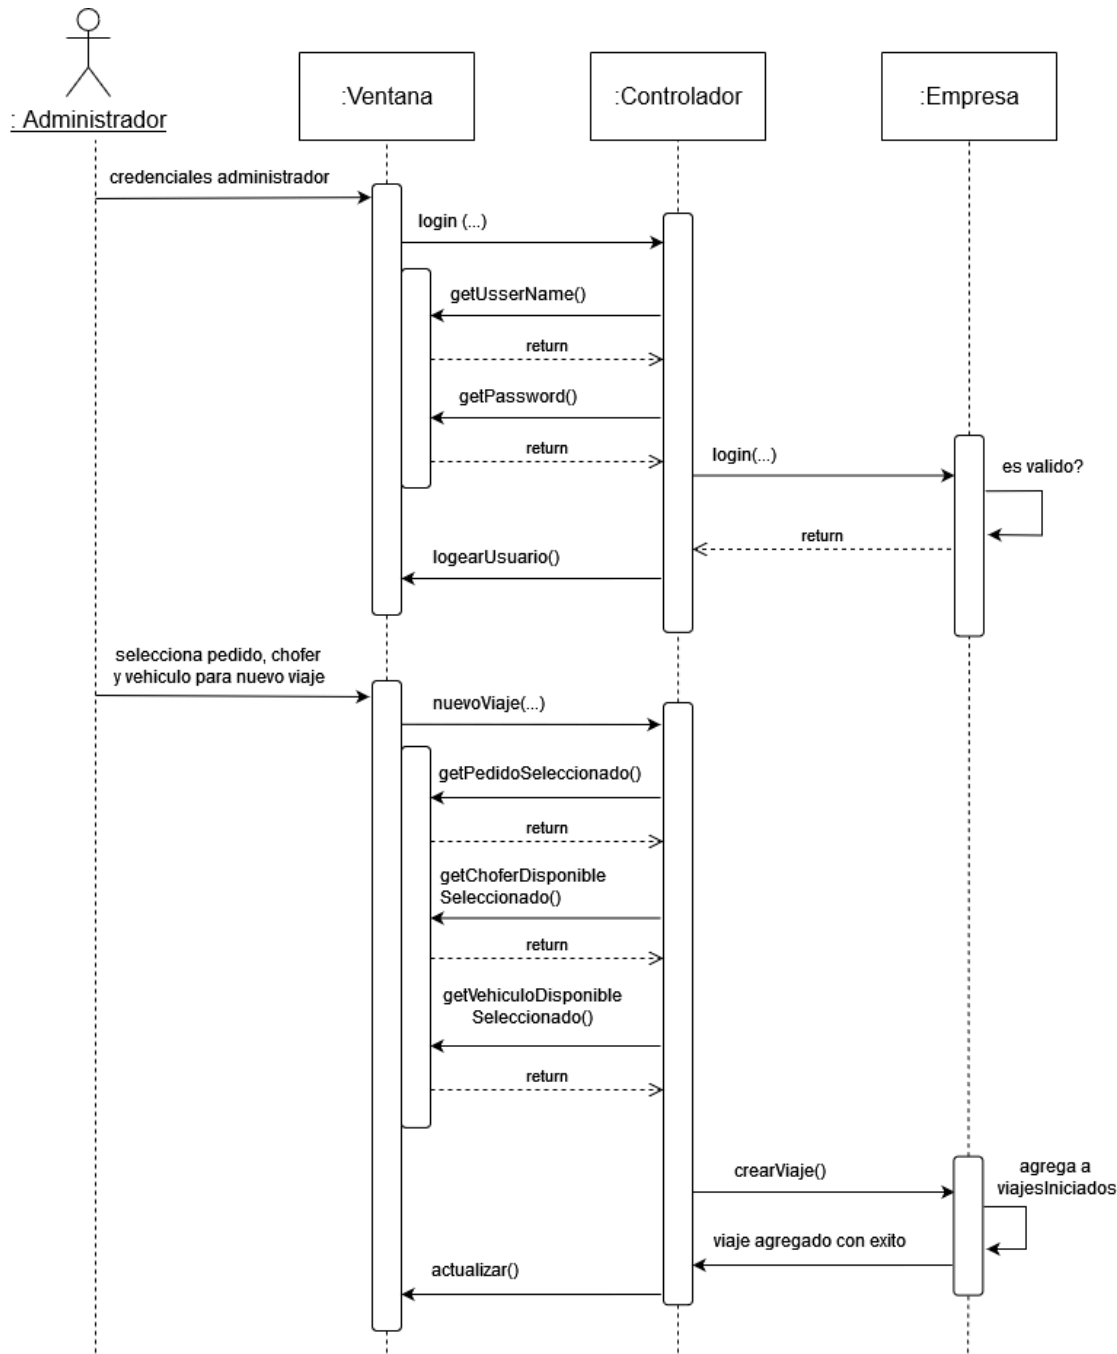 : Administrador
:Ventana
:Controlador
:Empresa
credenciales administrador
login (...)
getUsserName()
return
getPassword()
return
login(...)
es valido?
return
logearUsuario()
selecciona pedido, chofer
y vehiculo para nuevo viaje
nuevoViaje(...)
getPedidoSeleccionado()
return
getChoferDisponible
Seleccionado()
return
getVehiculoDisponible
Seleccionado()
return
crearViaje()
agrega a
viajesIniciados
viaje agregado con exito
actualizar()